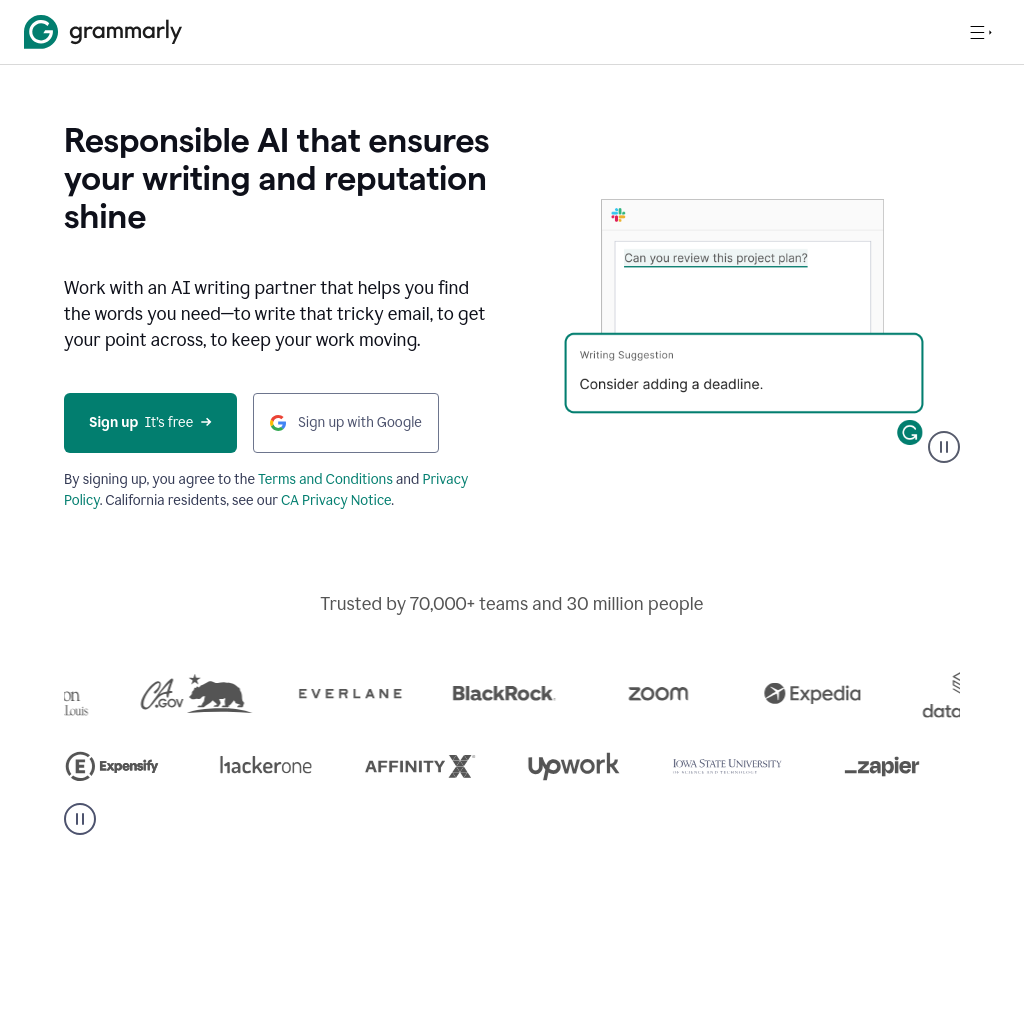 grammarly
Responsible AI that ensures
your writing and reputation
shine
Work with an AI writing partner that helps you find
the words you need—to write that tricky email, to get
your point across, to keep your work moving.
Sign up It's free →
Sign up with Google
By signing up, you agree to the Terms and Conditions and Privacy
Policy. California residents, see our CA Privacy Notice.
Can you review this project plan?
Writing Suggestion
Consider adding a deadline.
Trusted by 70,000+ teams and 30 million people
on
Louis
CA.GOV
EVERLANE
BlackRock.
zoom
Expedia
data
Expensify
hackerone
AFFINITY X
Upwork
IOWA STATE UNIVERSITY
OF SCIENCE AND TECHNOLOGY
_zapier